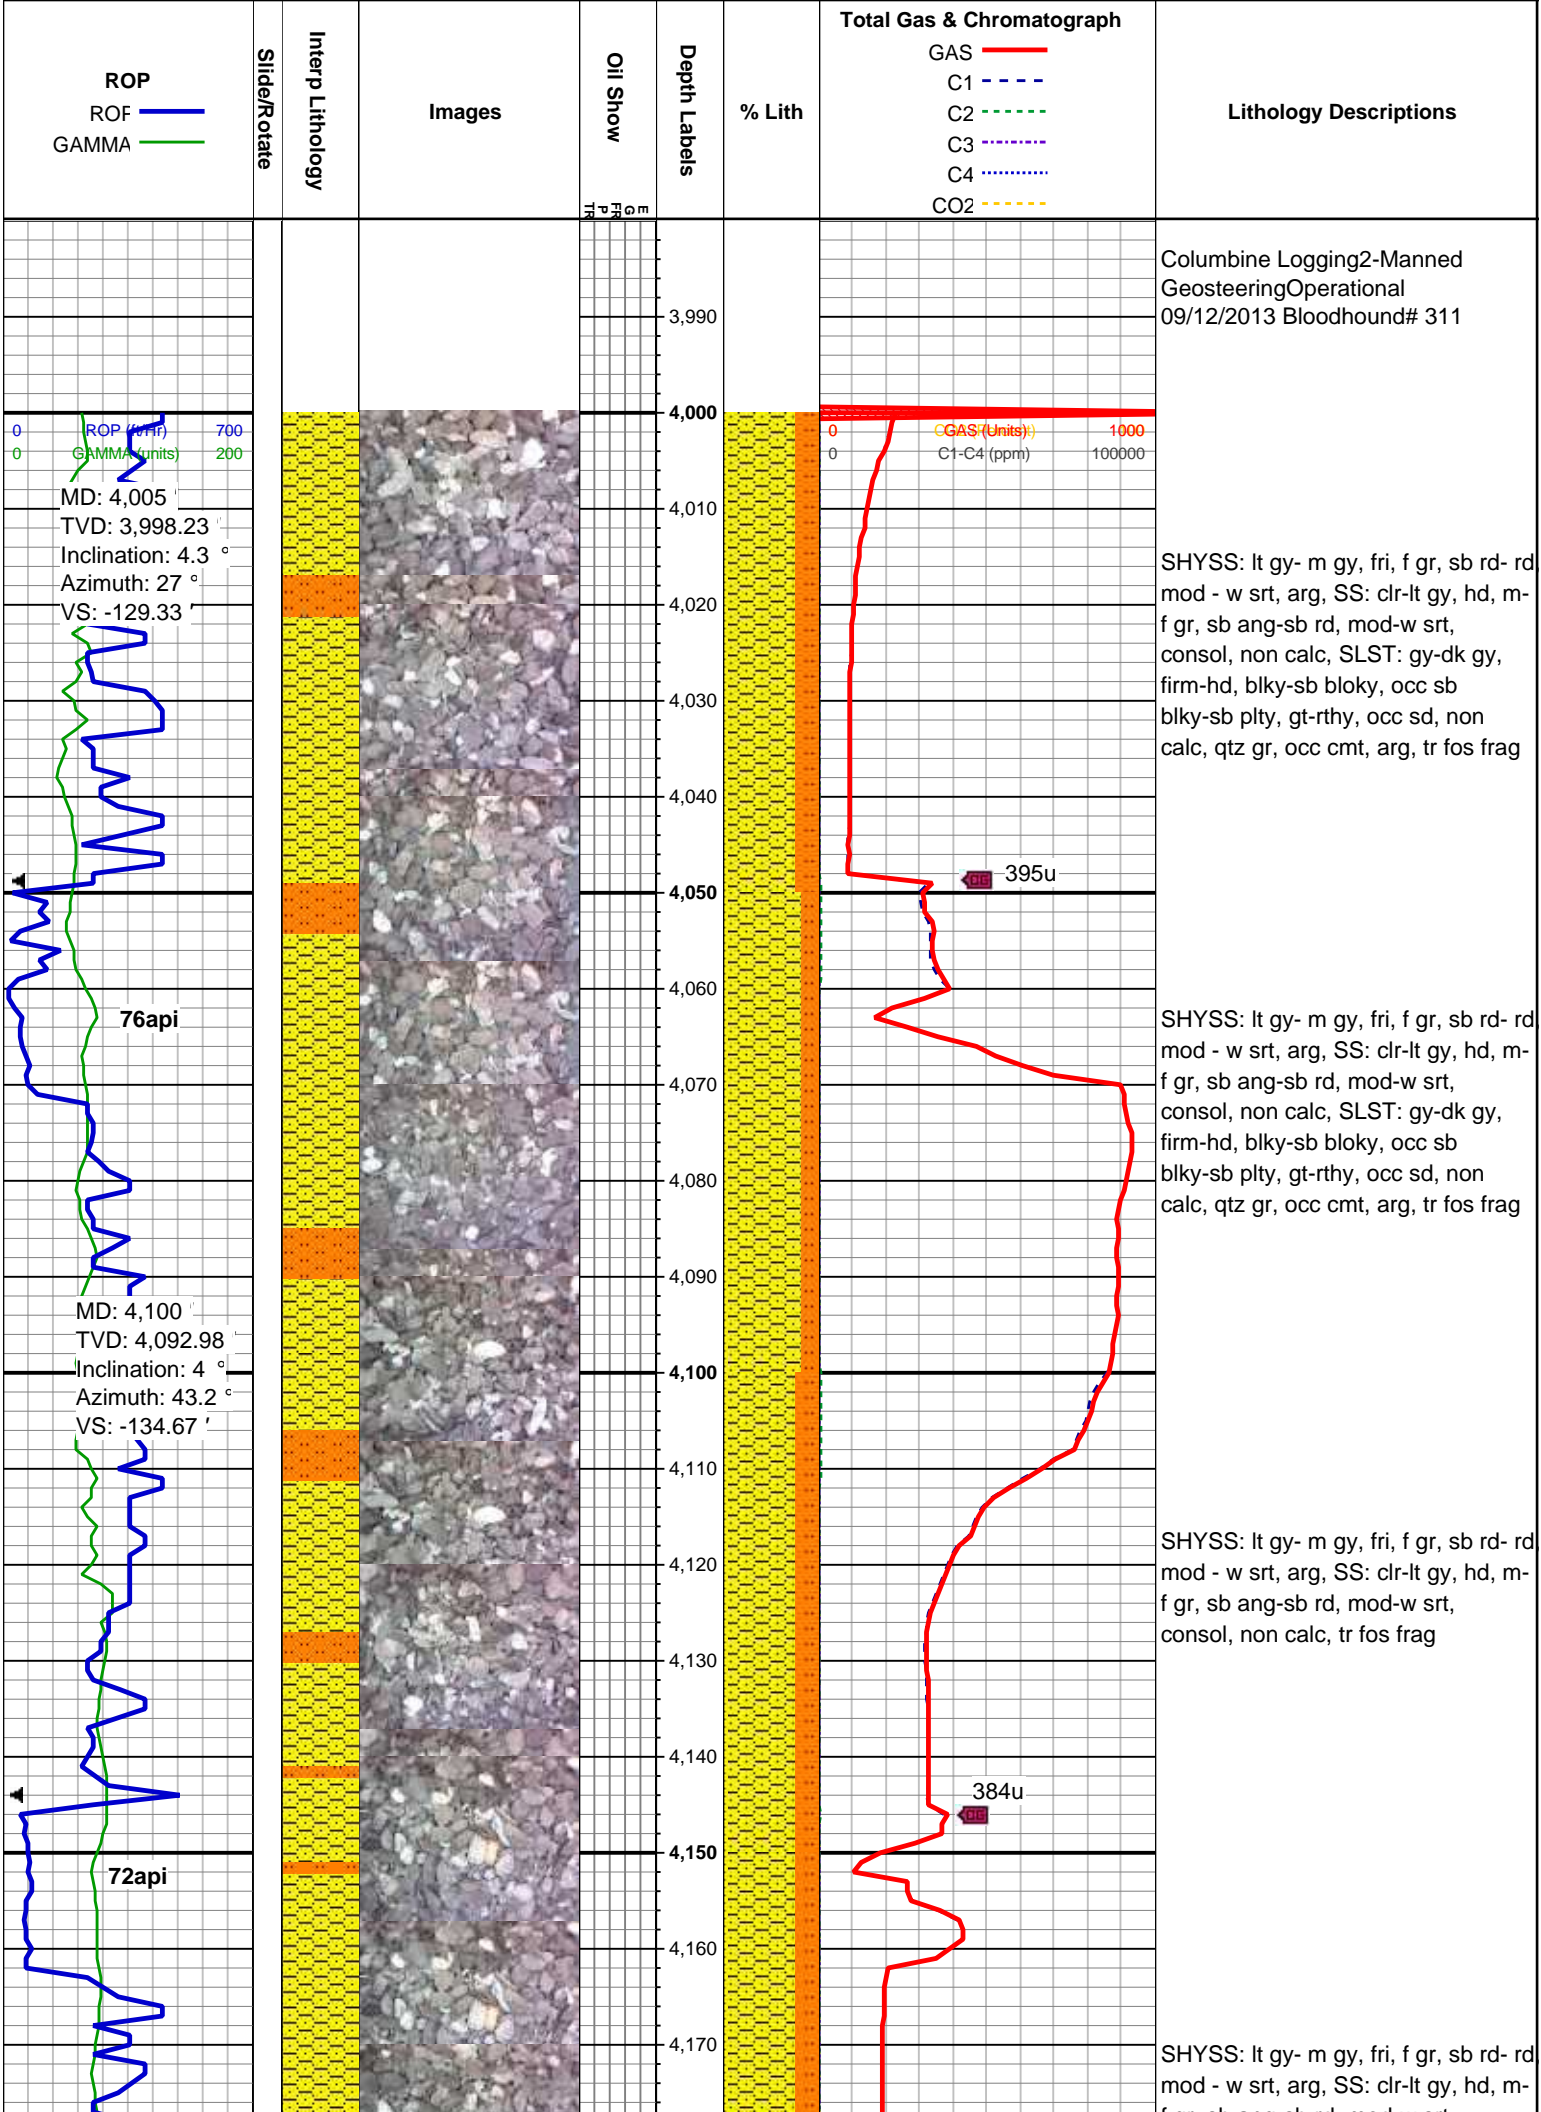 ROP
ROP
GAMMA
Slide/Rotate
Interp Lithology
Images
Oil Show
TR P FR G E
Depth Labels
% Lith
Total Gas & Chromatograph
GAS
C1
C2
C3
C4
CO2
Lithology Descriptions
Columbine Logging2-Manned
GeosteeringOperational
09/12/2013 Bloodhound# 311
3,990
4,000
0 ROP (ft/Hr) 700
0 GAMMA (units) 200
0 GAS (Units) 1000
0 C1-C4 (ppm) 100000
MD: 4,005 '
TVD: 3,998.23 '
Inclination: 4.3 °
Azimuth: 27 °
VS: -129.33 '
4,010
4,020
4,030
4,040
SHYSS: lt gy- m gy, fri, f gr, sb rd- rd,
mod - w srt, arg, SS: clr-lt gy, hd, m-
f gr, sb ang-sb rd, mod-w srt,
consol, non calc, SLST: gy-dk gy,
firm-hd, blky-sb bloky, occ sb
blky-sb plty, gt-rthy, occ sd, non
calc, qtz gr, occ cmt, arg, tr fos frag
395u
4,050
4,060
76api
4,070
4,080
4,090
SHYSS: lt gy- m gy, fri, f gr, sb rd- rd,
mod - w srt, arg, SS: clr-lt gy, hd, m-
f gr, sb ang-sb rd, mod-w srt,
consol, non calc, SLST: gy-dk gy,
firm-hd, blky-sb bloky, occ sb
blky-sb plty, gt-rthy, occ sd, non
calc, qtz gr, occ cmt, arg, tr fos frag
MD: 4,100 '
TVD: 4,092.98 '
Inclination: 4 °
Azimuth: 43.2 °
VS: -134.67 '
4,100
4,110
4,120
4,130
4,140
SHYSS: lt gy- m gy, fri, f gr, sb rd- rd,
mod - w srt, arg, SS: clr-lt gy, hd, m-
f gr, sb ang-sb rd, mod-w srt,
consol, non calc, tr fos frag
384u
4,150
72api
4,160
4,170
SHYSS: lt gy- m gy, fri, f gr, sb rd- rd,
mod - w srt, arg, SS: clr-lt gy, hd, m-